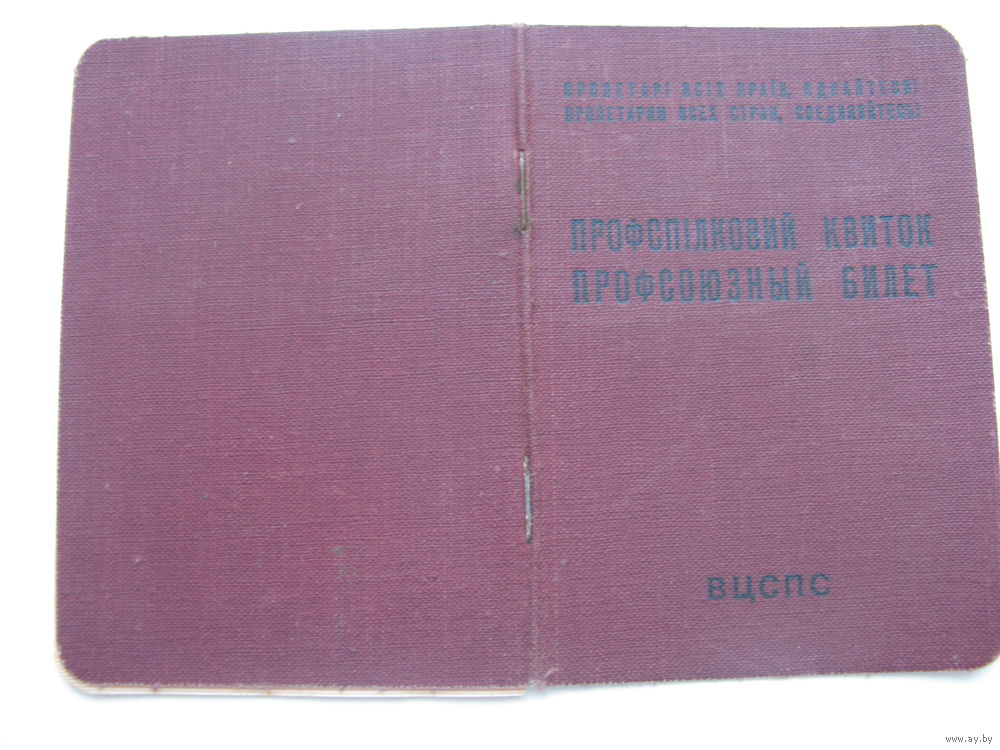 ПРОЛЕТАРІ ВСІХ КРАЇН, ЄДНАЙТЕСЯ!
ПРОЛЕТАРИИ ВСЕХ СТРАН, СОЕДИНЯЙТЕСЬ!
ПРОФСПІЛКОВИЙ КВИТОК
ПРОФСОЮЗНЫЙ БИЛЕТ
ВЦСПС
www.ay.by